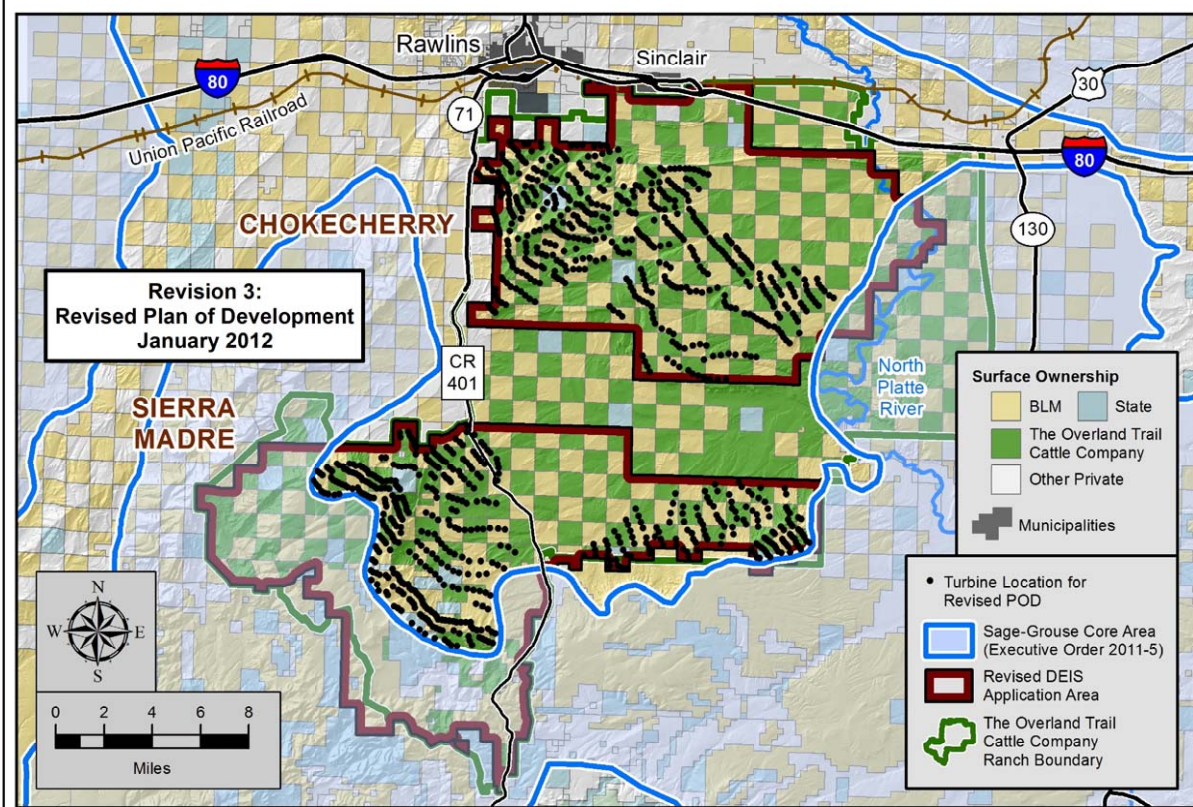 Rawlins
Sinclair
80
30
71
Union Pacific Railroad
80
130
CHOKECHERRY
Revision 3:
Revised Plan of Development
January 2012
CR
401
North
Platte
River
SIERRA
MADRE
Surface Ownership
BLM
State
The Overland Trail
Cattle Company
Other Private
Municipalities
Turbine Location for
Revised POD
Sage-Grouse Core Area
(Executive Order 2011-5)
Revised DEIS
Application Area
The Overland Trail
Cattle Company
Ranch Boundary
N
W
E
S
0 2 4 6 8
Miles